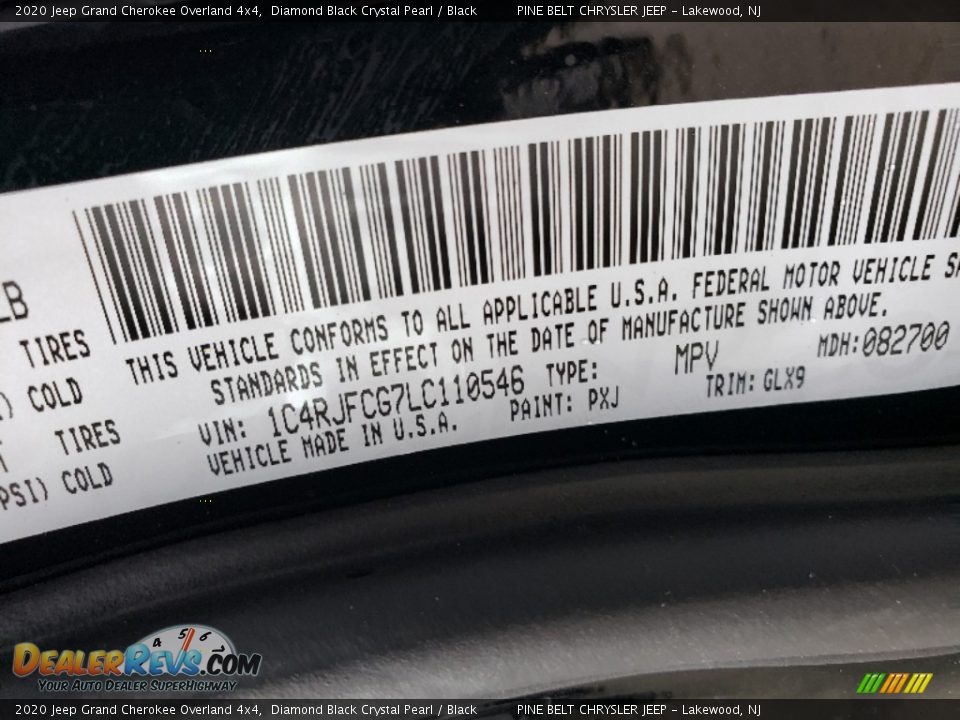 2020 Jeep Grand Cherokee Overland 4x4, Diamond Black Crystal Pearl / Black PINE BELT CHRYSLER JEEP - Lakewood, NJ
LB
TIRES
) COLD
TIRES
PSI) COLD
THIS VEHICLE CONFORMS TO ALL APPLICABLE U.S.A. FEDERAL MOTOR VEHICLE SA
STANDARDS IN EFFECT ON THE DATE OF MANUFACTURE SHOWN ABOVE.
VIN: 1C4RJFCG7LC110546 TYPE: MPV MDH:082700
VEHICLE MADE IN U.S.A. PAINT: PXJ TRIM: GLX9
4 5 6
DEALERREVS.COM
YOUR AUTO DEALER SUPERHIGHWAY
2020 Jeep Grand Cherokee Overland 4x4, Diamond Black Crystal Pearl / Black PINE BELT CHRYSLER JEEP - Lakewood, NJ